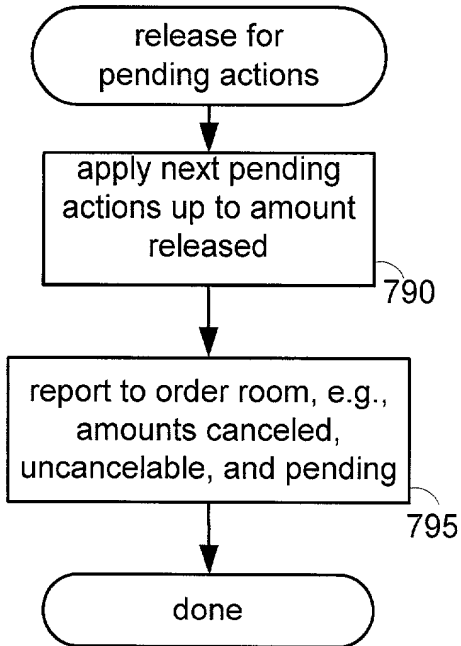 release for
pending actions
apply next pending
actions up to amount
released
790
report to order room, e.g.,
amounts canceled,
uncancelable, and pending
795
done